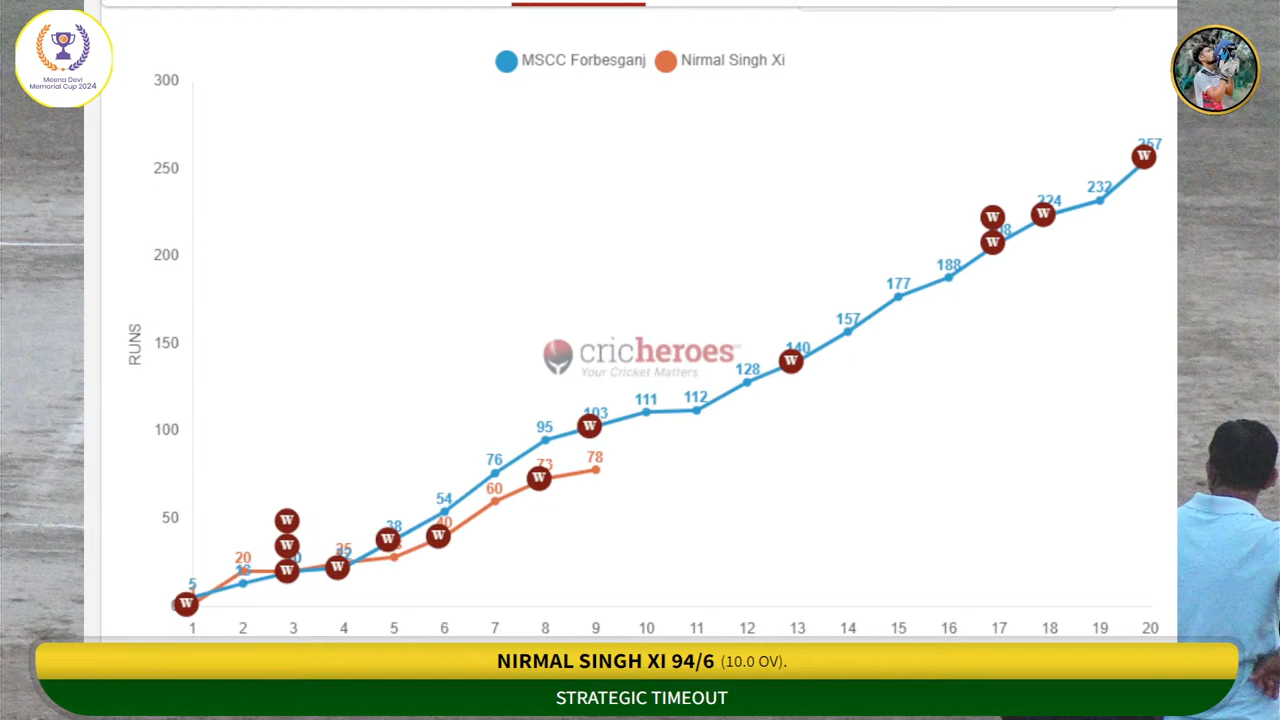 Meena Devi
Memorial Cup 2024
MSCC Forbesganj
Nirmal Singh Xi
300
250
200
150
100
50
RUNS
257
232
224
188
177
157
140
128
112
111
103
95
76
54
38
5
78
73
60
40
25
20
W
W
W
W
W
W
W
W
W
W
W
W
W
W
cricheroes
Your Cricket Matters
1 2 3 4 5 6 7 8 9 10 11 12 13 14 15 16 17 18 19 20
NIRMAL SINGH XI 94/6 (10.0 OV).
STRATEGIC TIMEOUT